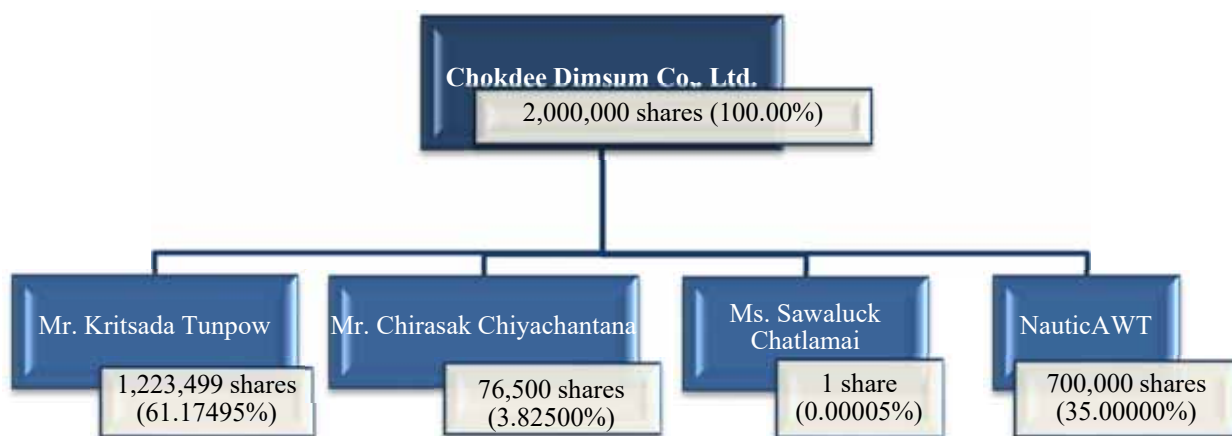 Chokdee Dimsum Co., Ltd.
2,000,000 shares (100.00%)
Mr. Kritsada Tunpow
1,223,499 shares
(61.17495%)
Mr. Chirasak Chiyachantana
76,500 shares
(3.82500%)
Ms. Sawaluck
Chatlamai
1 share
(0.00005%)
NauticAWT
700,000 shares
(35.00000%)